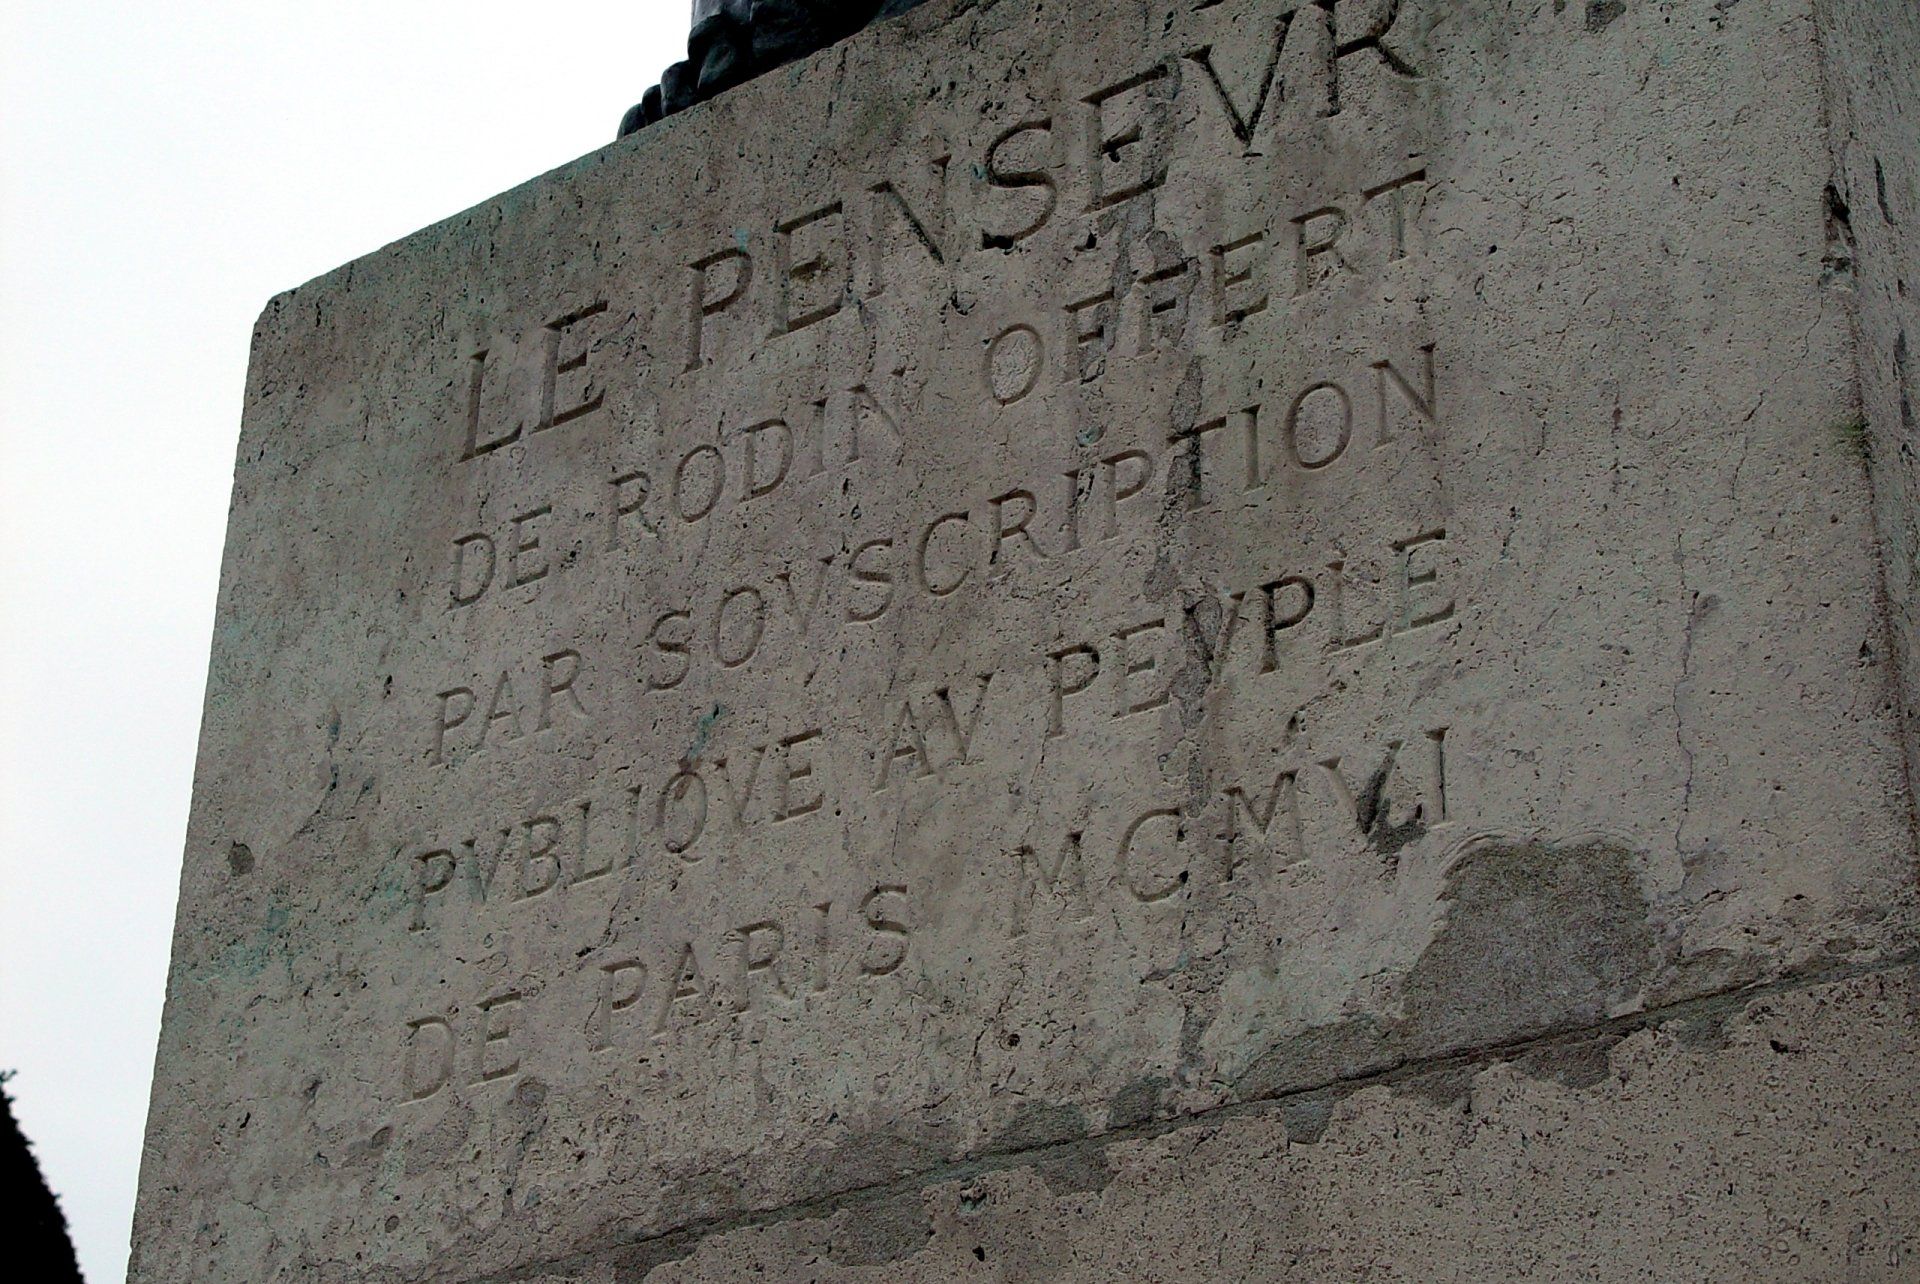 LE PENSEVR
DE RODIN OFFERT
PAR SOVSCRIPTION
PVBLIQVE AV PEVPLE
DE PARIS MCMVI